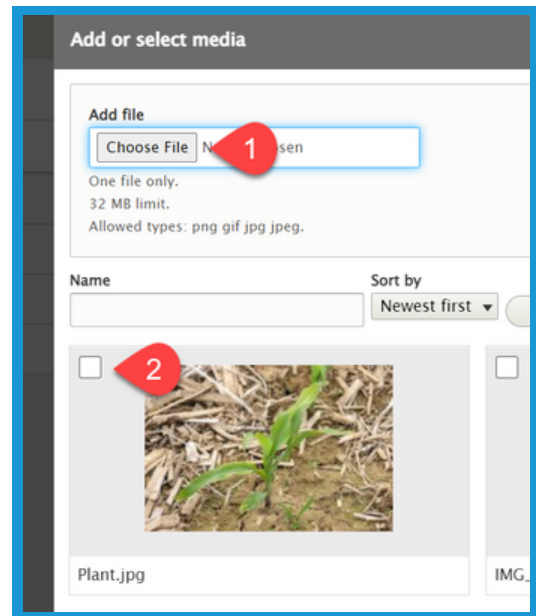 Add or select media
Add file
Choose File N 1 sen
One file only.
32 MB limit.
Allowed types: png gif jpg jpeg.
Name Sort by
Newest first
2
Plant.jpg IMG_